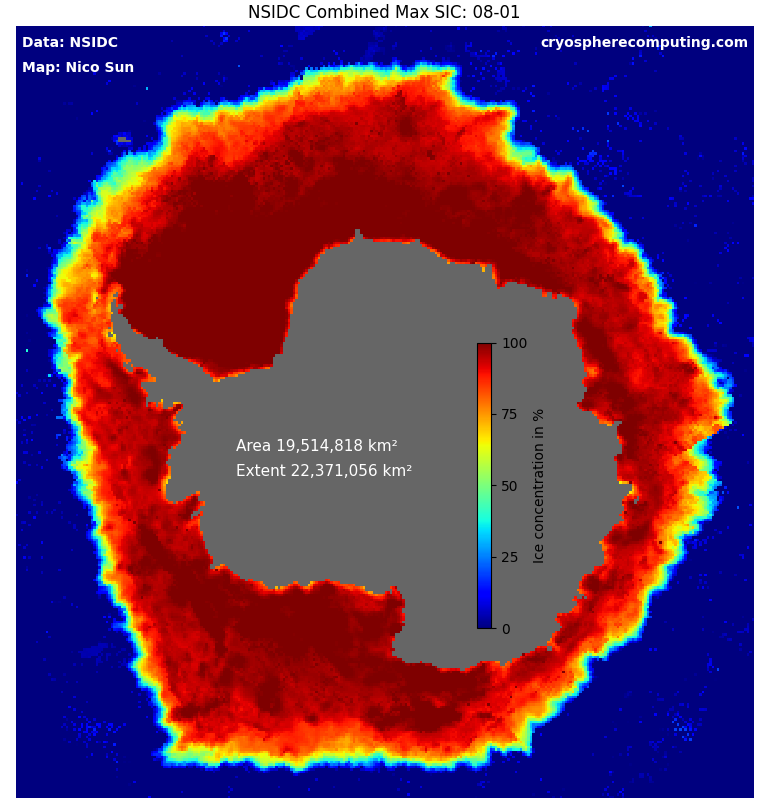 NSIDC Combined Max SIC: 08-01
Data: NSIDC
cryospherecomputing.com
Map: Nico Sun
100
75
50
25
0
Ice concentration in %
Area 19,514,818 km²
Extent 22,371,056 km²